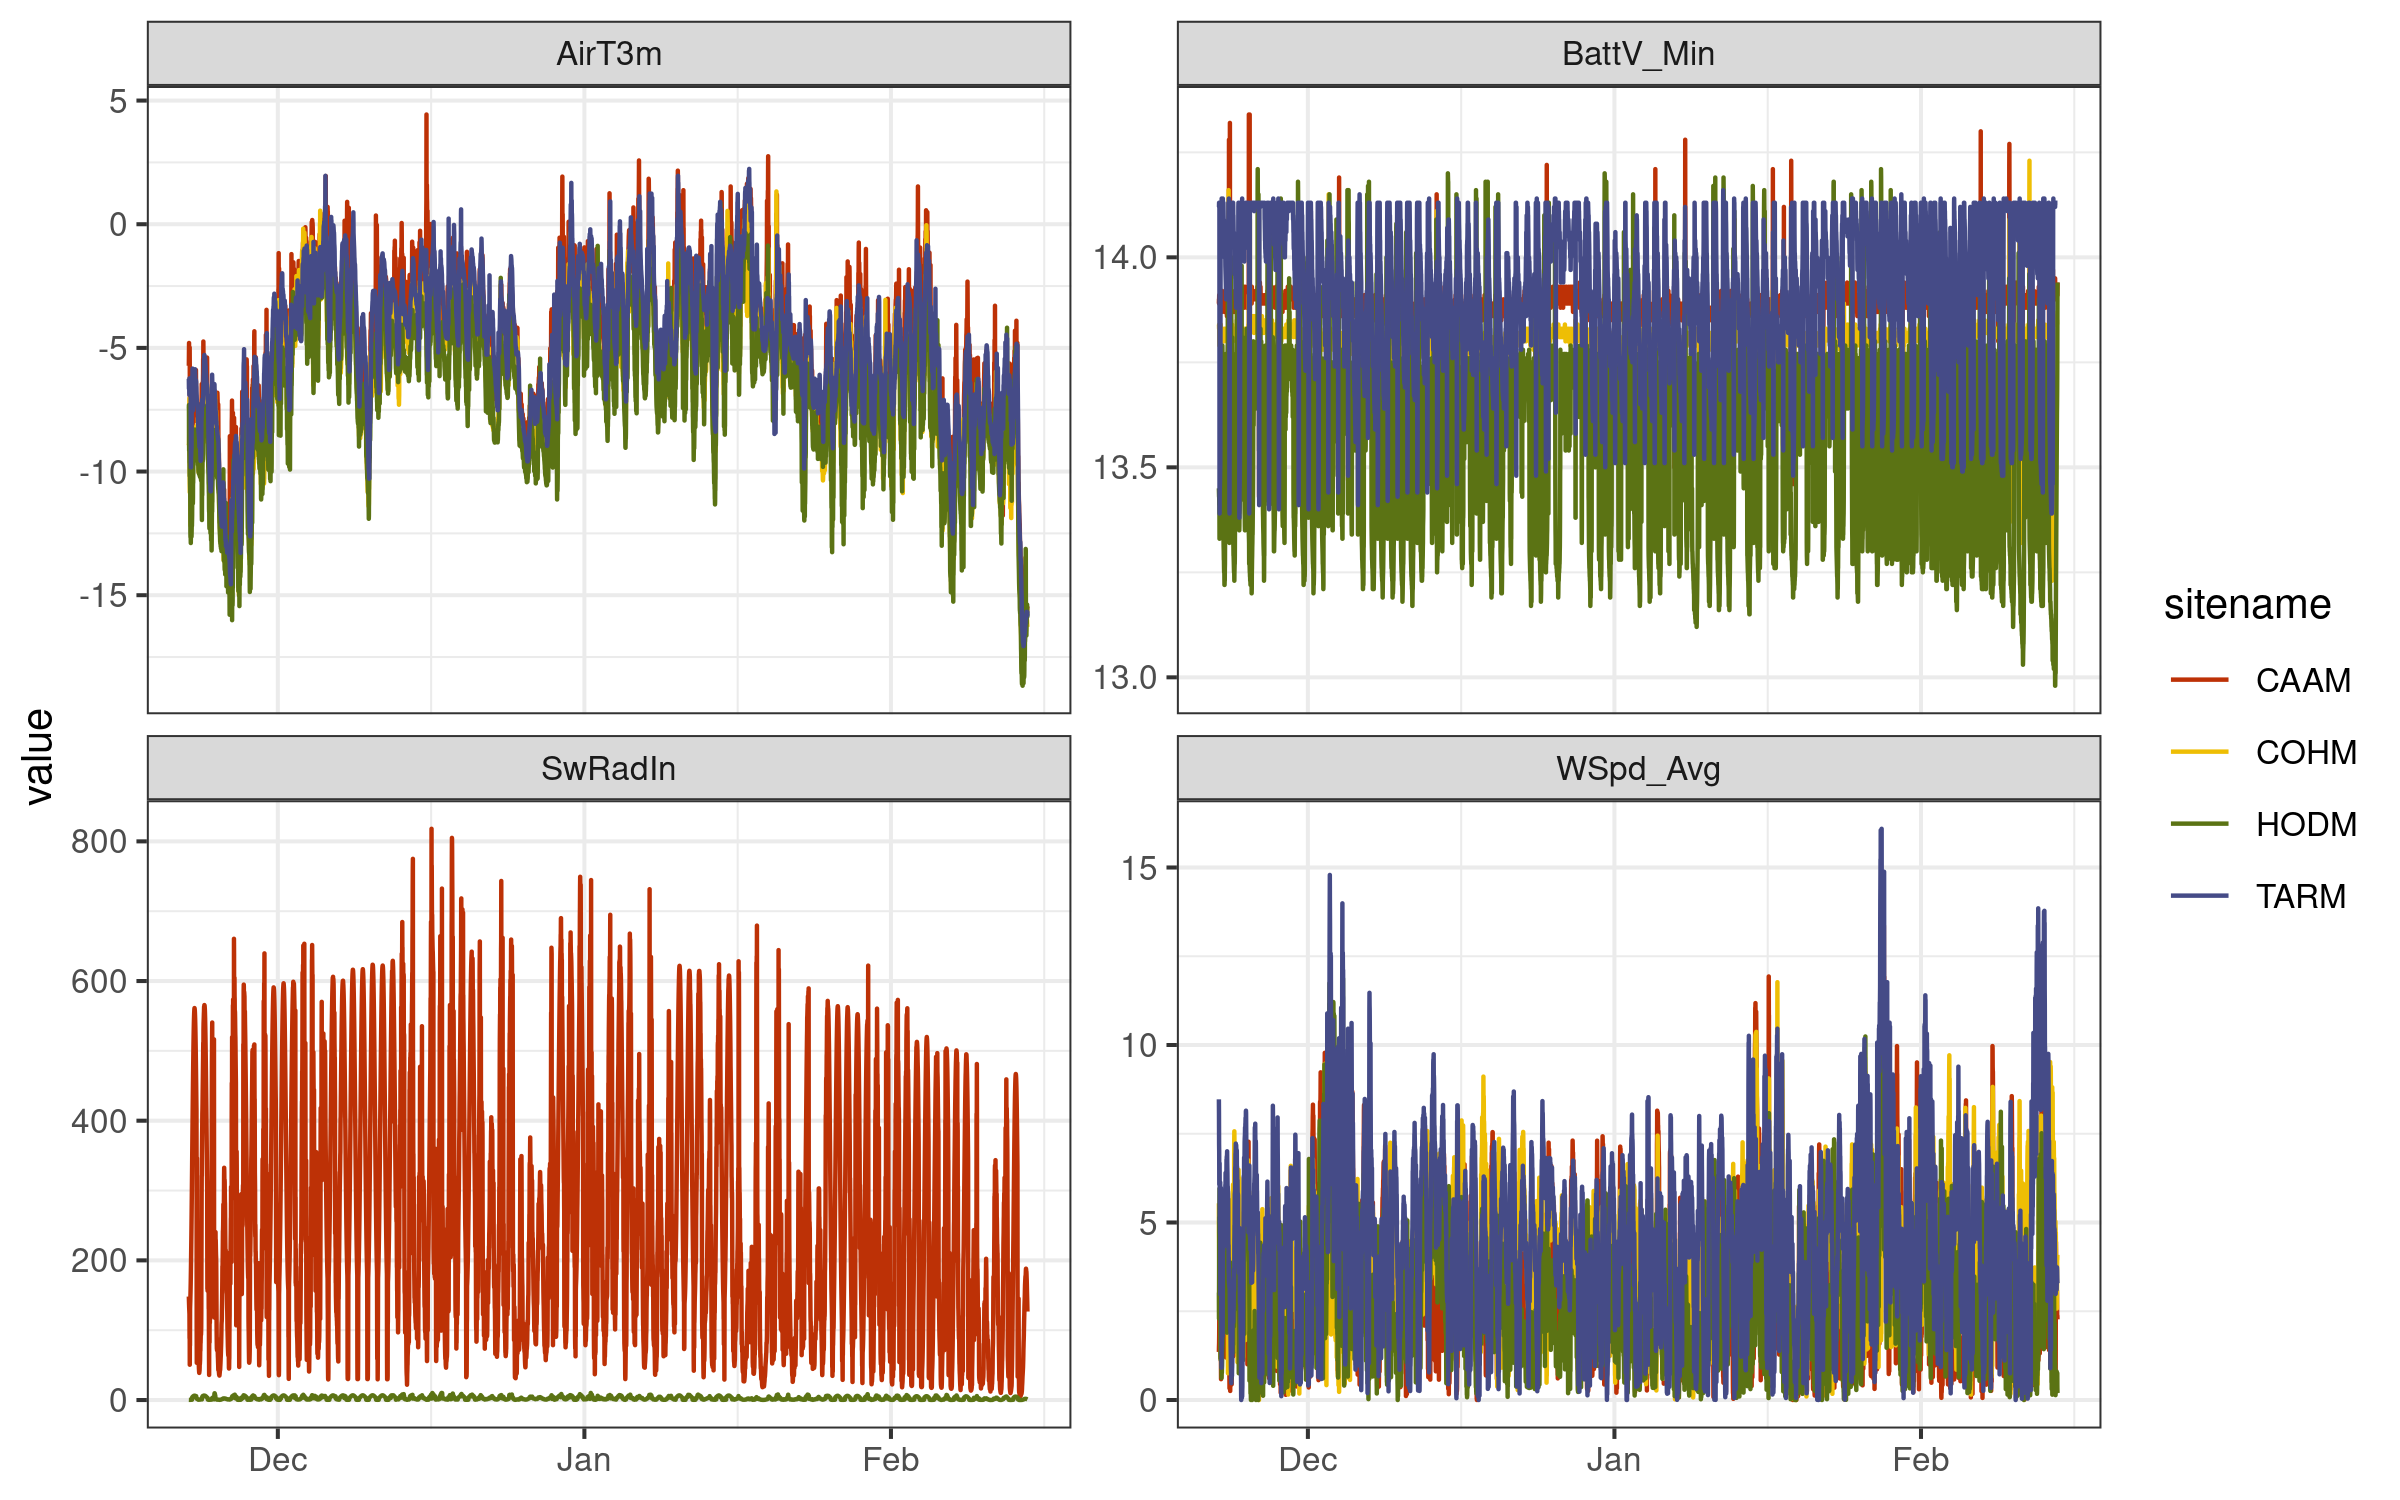 AirT3m
BattV_Min
5
0
-5
-10
-15
14.0
13.5
13.0
value
SwRadIn
WSpd_Avg
800
600
400
200
0
15
10
5
0
Dec
Jan
Feb
Dec
Jan
Feb
sitename
CAAM
COHM
HODM
TARM